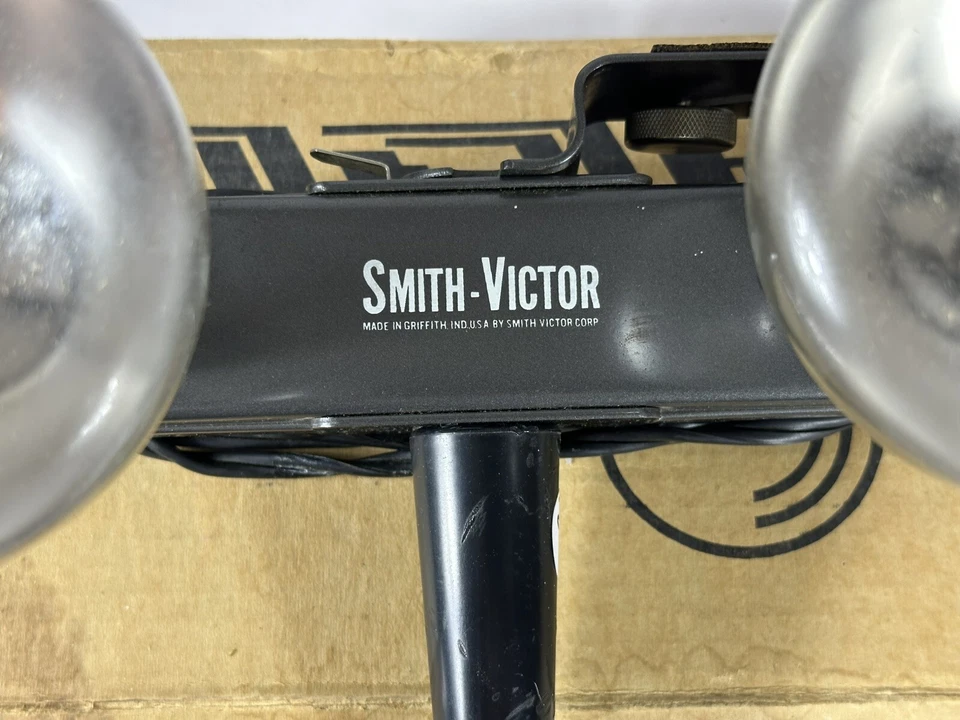 SMITH-VICTOR
MADE IN GRIFFITH, IND.U.S.A BY SMITH VICTOR CORP